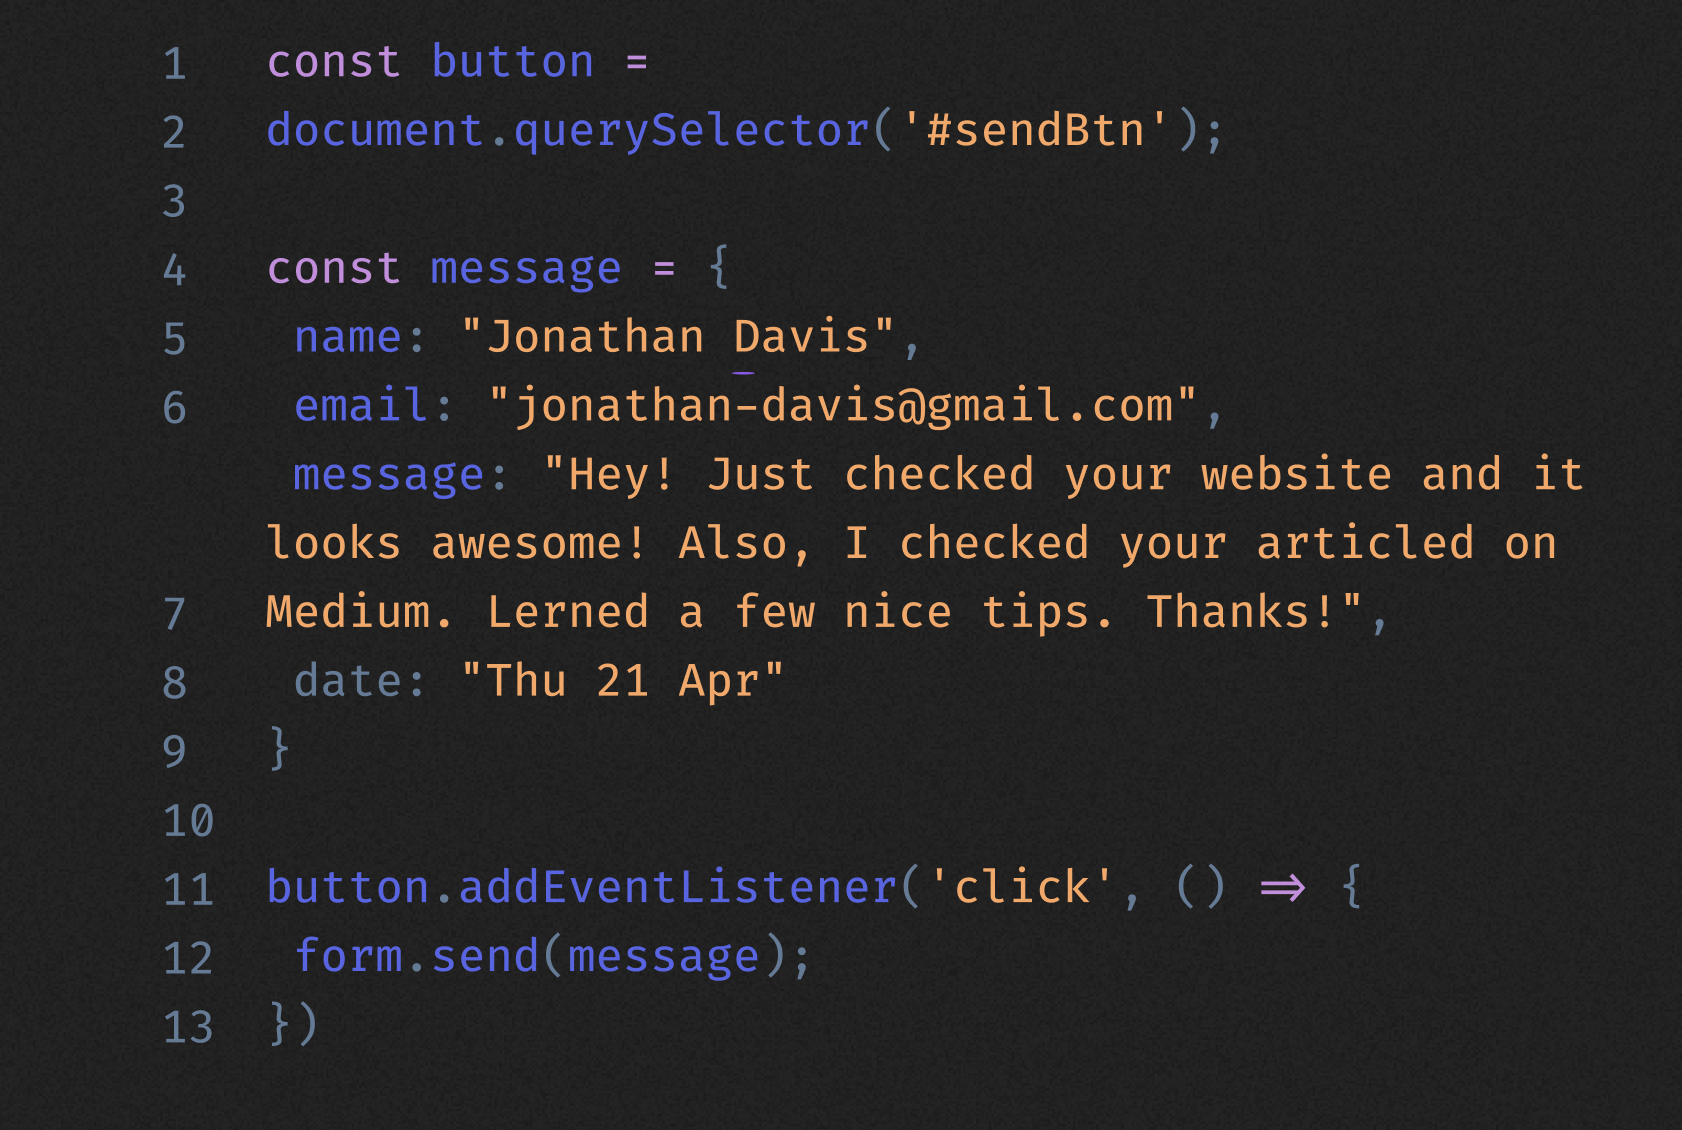 1 const button =
2 document.querySelector('#sendBtn');
3
4 const message = {
5 name: "Jonathan Davis",
6 email: "jonathan-davis@gmail.com",
message: "Hey! Just checked your website and it
looks awesome! Also, I checked your articled on
7 Medium. Lerned a few nice tips. Thanks!",
8 date: "Thu 21 Apr"
9 }
10
11 button.addEventListener('click', () => {
12 form.send(message);
13 })